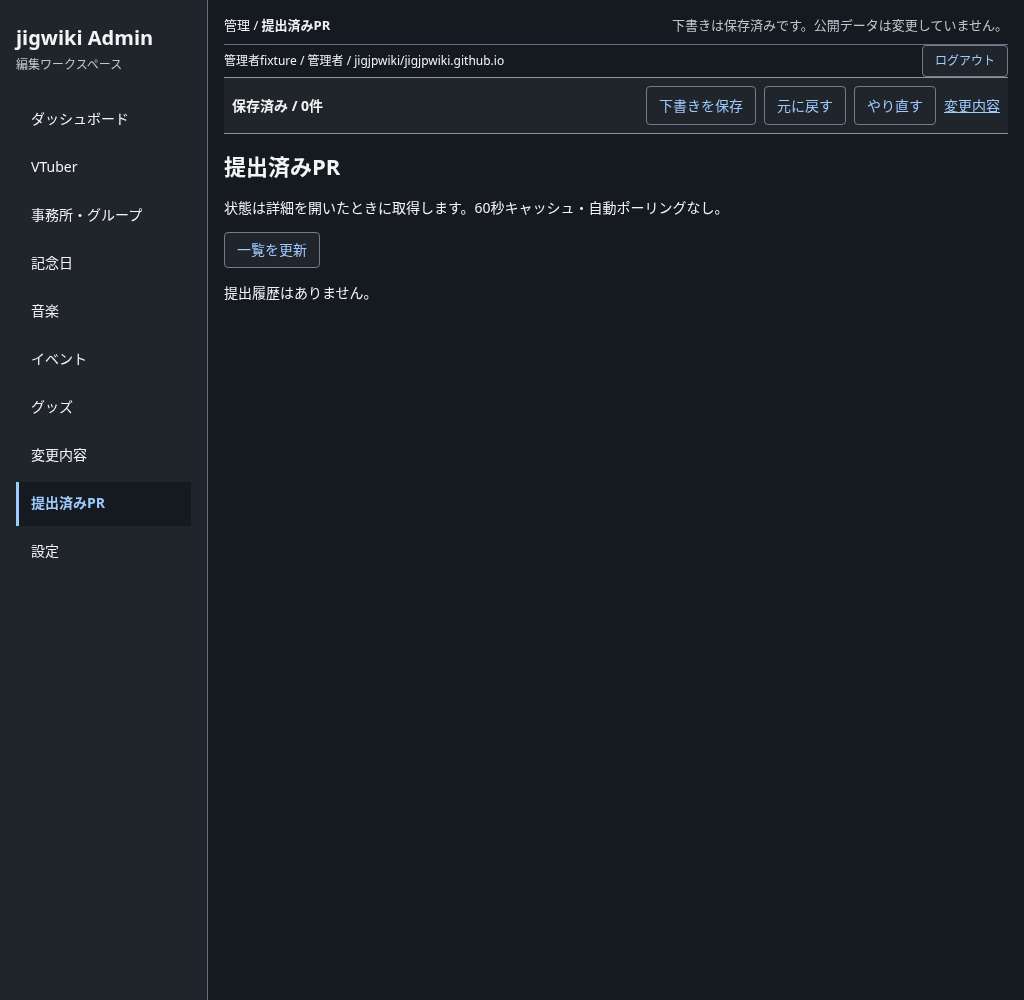 jigwiki Admin
編集ワークスペース
ダッシュボード
VTuber
事務所・グループ
記念日
音楽
イベント
グッズ
変更内容
提出済みPR
設定
管理 / 提出済みPR
下書きは保存済みです。公開データは変更していません。
管理者fixture / 管理者 / jigjpwiki/jigjpwiki.github.io
ログアウト
保存済み / 0件
下書きを保存
元に戻す
やり直す
変更内容
提出済みPR
状態は詳細を開いたときに取得します。60秒キャッシュ・自動ポーリングなし。
一覧を更新
提出履歴はありません。